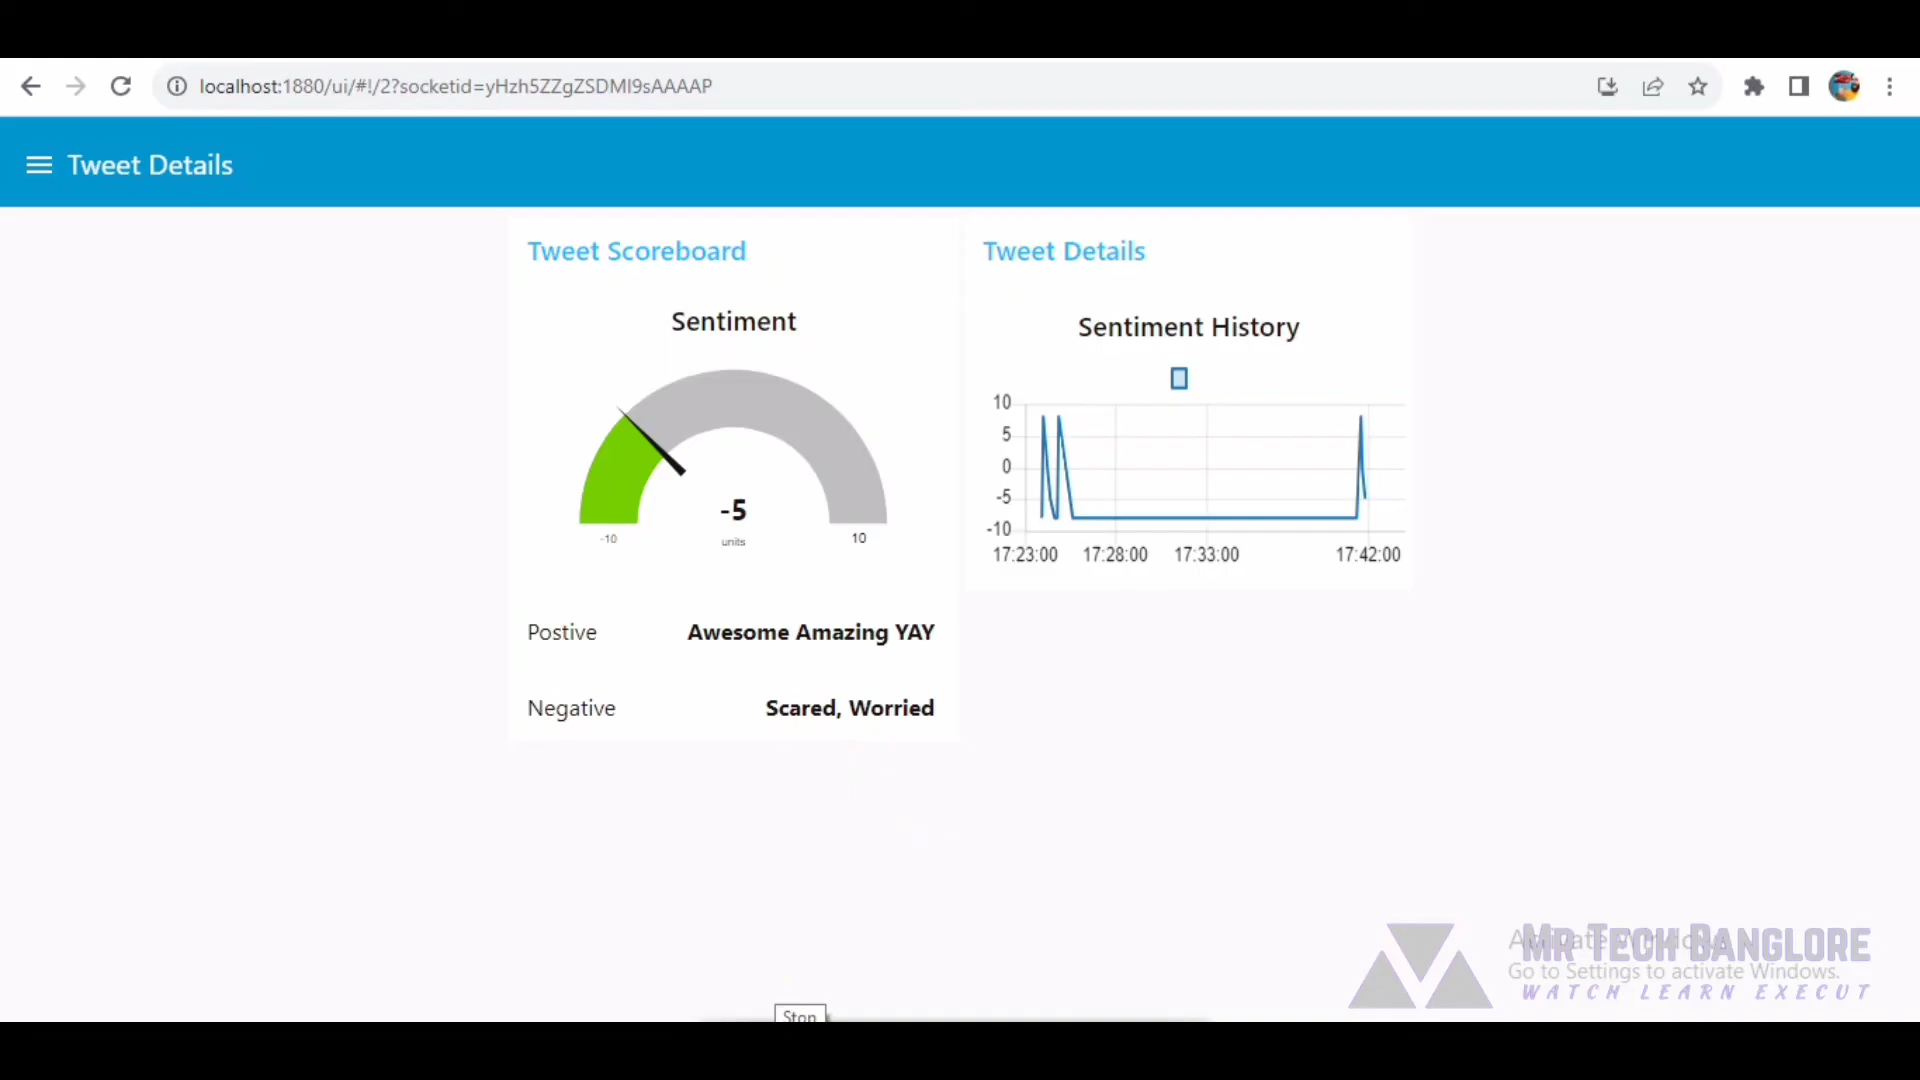 localhost:1880/ui/#!/2?socketid=yHzh5ZZgZSDMI9sAAAAP
Tweet Details
Tweet Scoreboard
Sentiment
-5
units
-10
10
Postive
Awesome Amazing YAY
Negative
Scared, Worried
Tweet Details
Sentiment History
10
5
0
-5
-10
17:23:00
17:28:00
17:33:00
17:42:00
Stop
Activate Windows
Go to Settings to activate Windows.
MR TECH BANGLORE
WATCH LEARN EXECUT